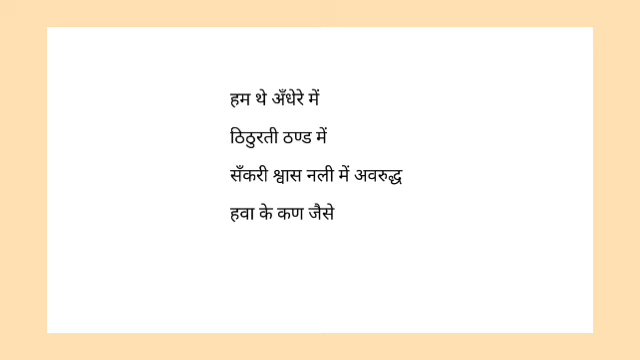 हम थे अँधेरे में
ठिठुरती ठण्ड में
सँकरी श्वास नली में अवरुद्ध
हवा के कण जैसे